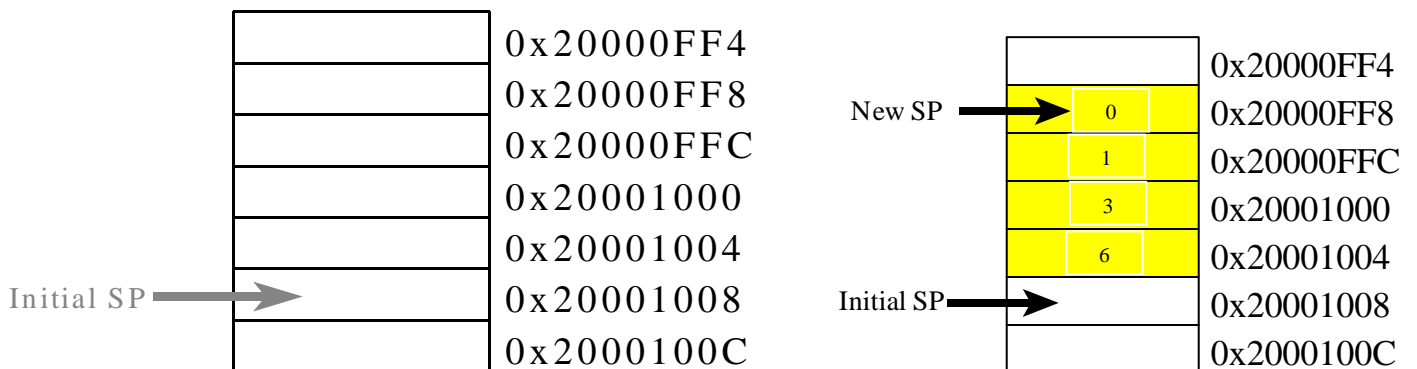 0x20000FF4
0x20000FF8
0x20000FFC
0x20001000
0x20001004
Initial SP 0x20001008
0x2000100C
0x20000FF4
New SP 0 0x20000FF8
1 0x20000FFC
3 0x20001000
6 0x20001004
Initial SP 0x20001008
0x2000100C